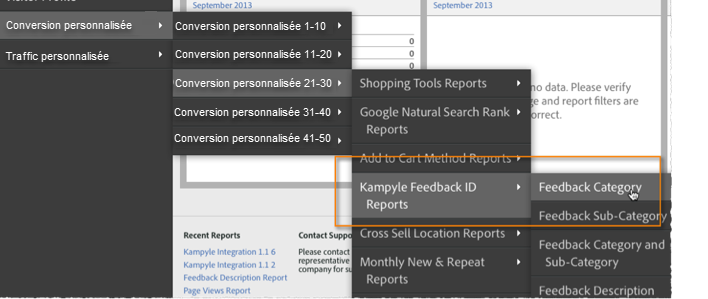 September 2013
September 2013
Conversion personnalisée
Traffic personnalisée
Conversion personnalisée 1-10
Conversion personnalisée 11-20
Conversion personnalisée 21-30
Conversion personnalisée 31-40
Conversion personnalisée 41-50
0
0
0
0
no data. Please verify
ge and report filters are
orrect.
Shopping Tools Reports
Google Natural Search Rank
Reports
Add to Cart Method Reports
Kampyle Feedback ID
Reports
Cross Sell Location Reports
Monthly New & Repeat
Reports
Feedback Category
Feedback Sub-Category
Feedback Category and
Sub-Category
Feedback Description
Recent Reports
Kampyle Integration 1.1 6
Kampyle Integration 1.1 2
Feedback Description Report
Page Views Report
Contact Suppo
Please contact
representative
company for su